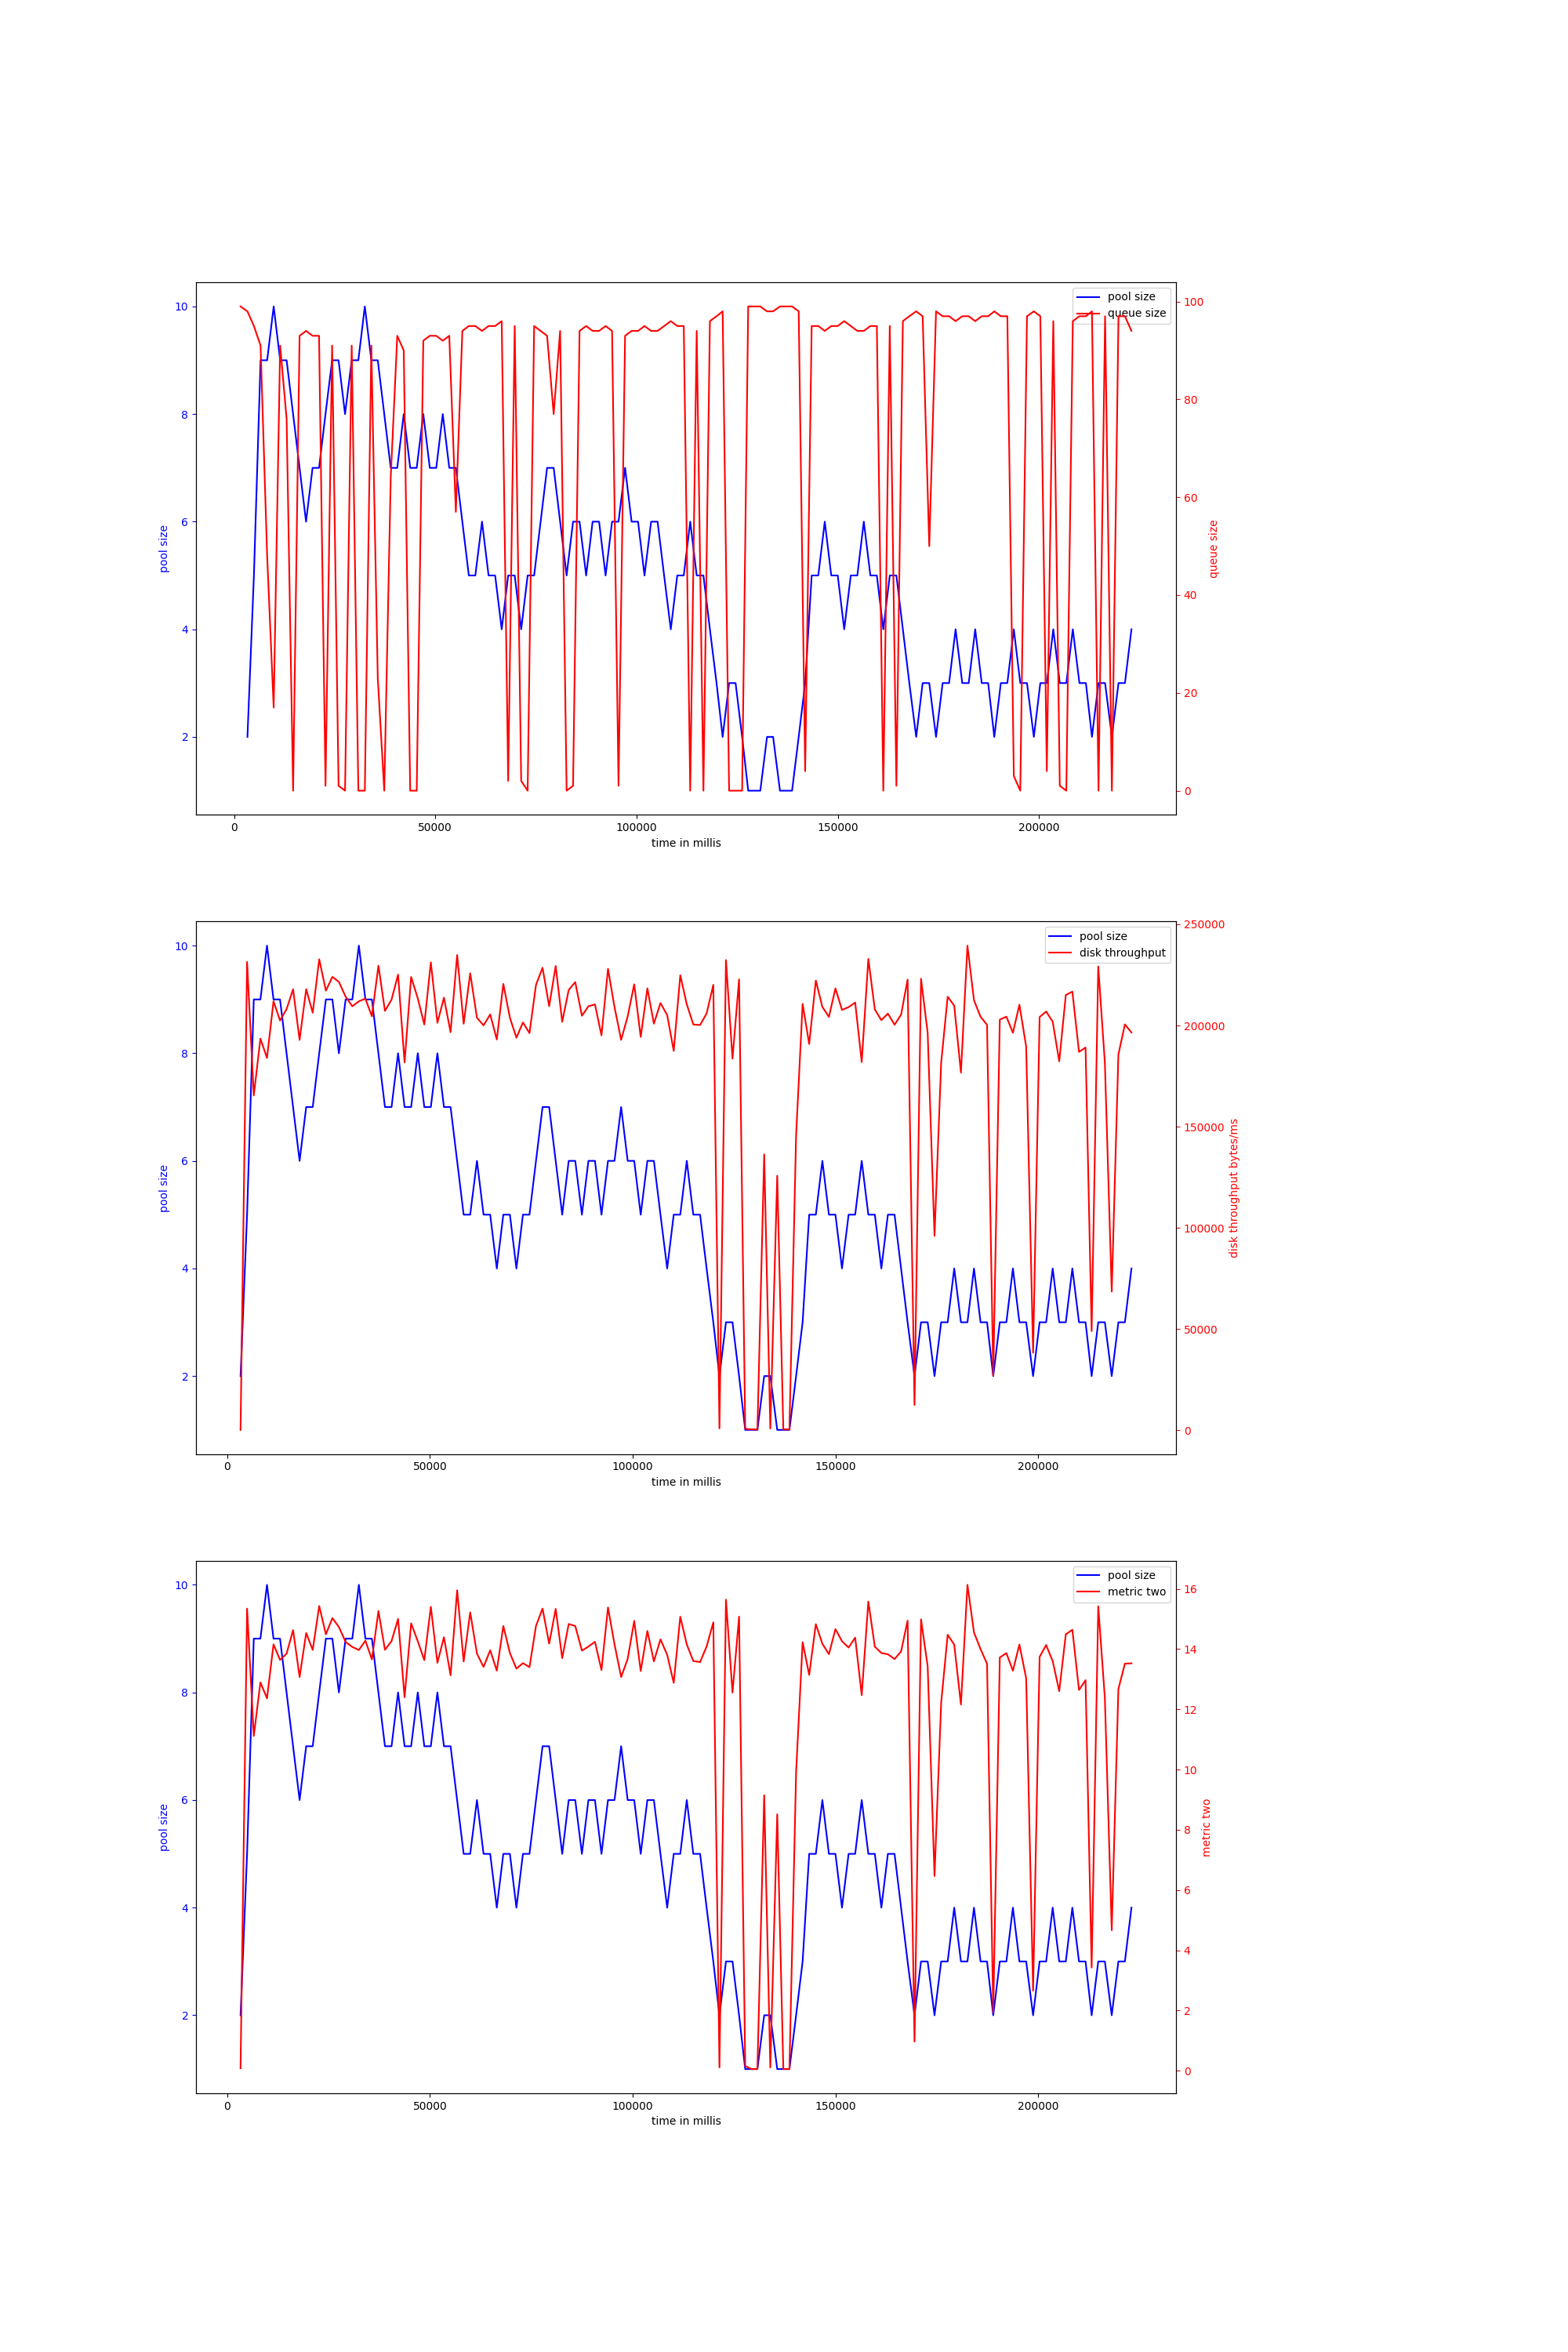 pool size
queue size
10
8
6
4
2
pool size
100
80
60
40
20
0
queue size
0 50000 100000 150000 200000
time in millis
pool size
disk throughput
10
8
6
4
2
pool size
250000
200000
150000
100000
50000
0
disk throughput bytes/ms
0 50000 100000 150000 200000
time in millis
pool size
metric two
10
8
6
4
2
pool size
16
14
12
10
8
6
4
2
0
metric two
0 50000 100000 150000 200000
time in millis